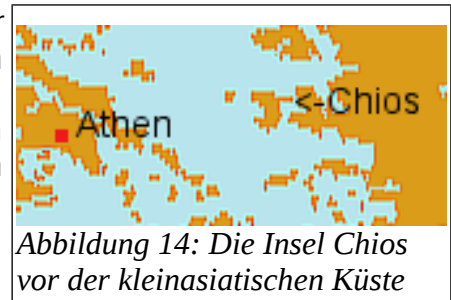 <-Chios
Athen
Abbildung 14: Die Insel Chios
vor der kleinasiatischen Küste